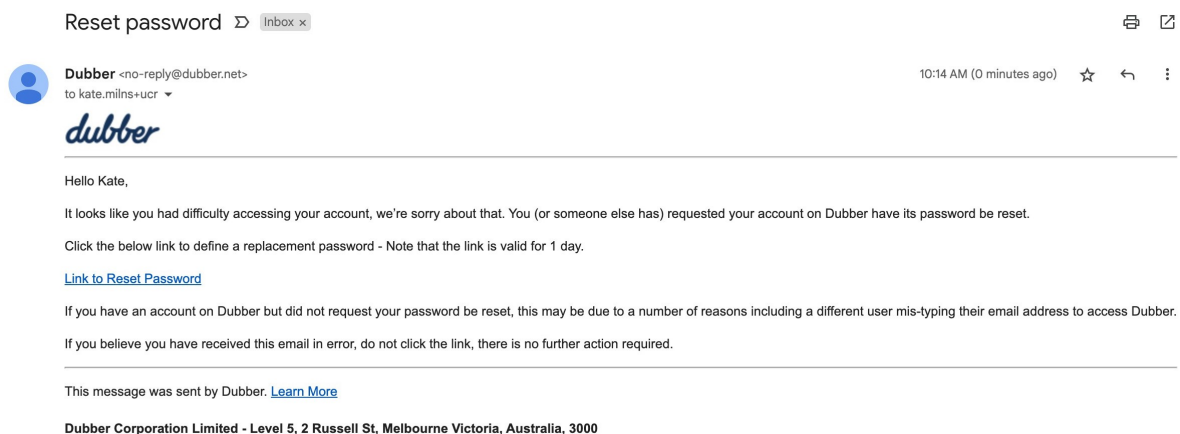 Reset password Inbox ×
Dubber <no-reply@dubber.net> 10:14 AM (0 minutes ago)
to kate.milns+ucr
dubber
Hello Kate,
It looks like you had difficulty accessing your account, we're sorry about that. You (or someone else has) requested your account on Dubber have its password be reset.
Click the below link to define a replacement password - Note that the link is valid for 1 day.
Link to Reset Password
If you have an account on Dubber but did not request your password be reset, this may be due to a number of reasons including a different user mis-typing their email address to access Dubber.
If you believe you have received this email in error, do not click the link, there is no further action required.
This message was sent by Dubber. Learn More
Dubber Corporation Limited - Level 5, 2 Russell St, Melbourne Victoria, Australia, 3000